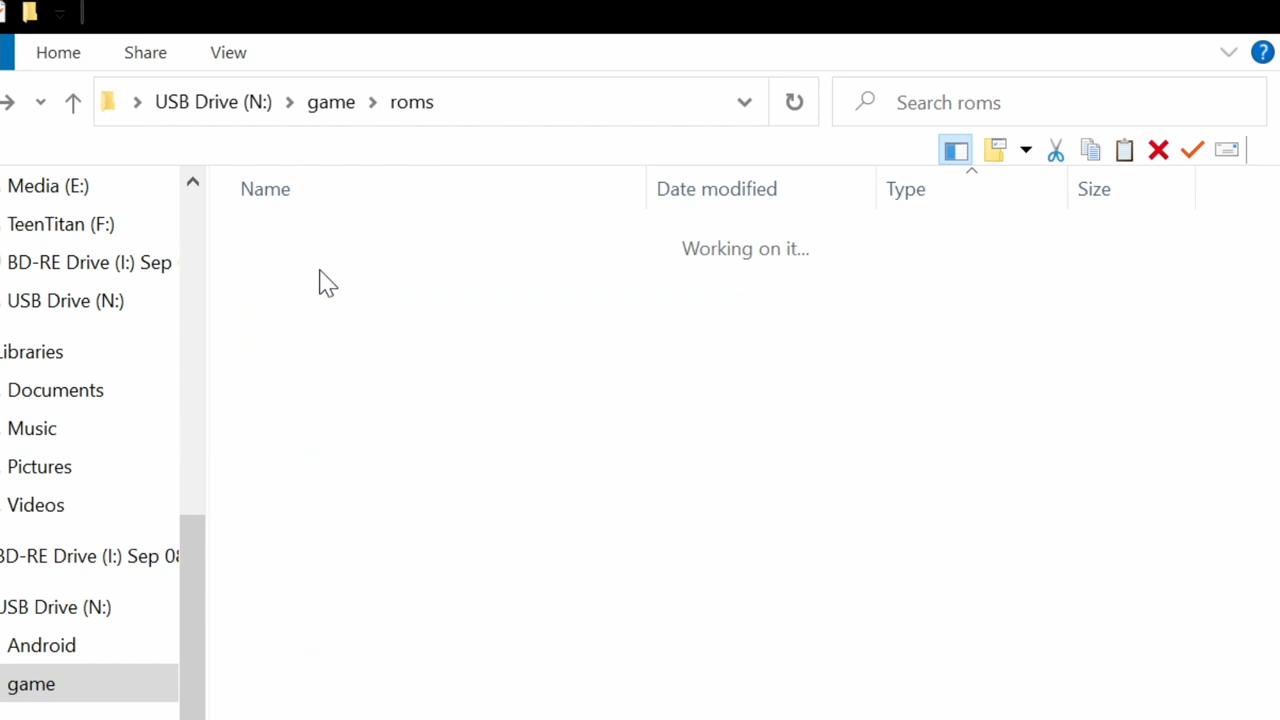 Home Share View
USB Drive (N:) game roms
Search roms
Media (E:)
TeenTitan (F:)
BD-RE Drive (I:) Sep
USB Drive (N:)
Libraries
Documents
Music
Pictures
Videos
BD-RE Drive (I:) Sep 08
USB Drive (N:)
Android
game
Name Date modified Type Size
Working on it...